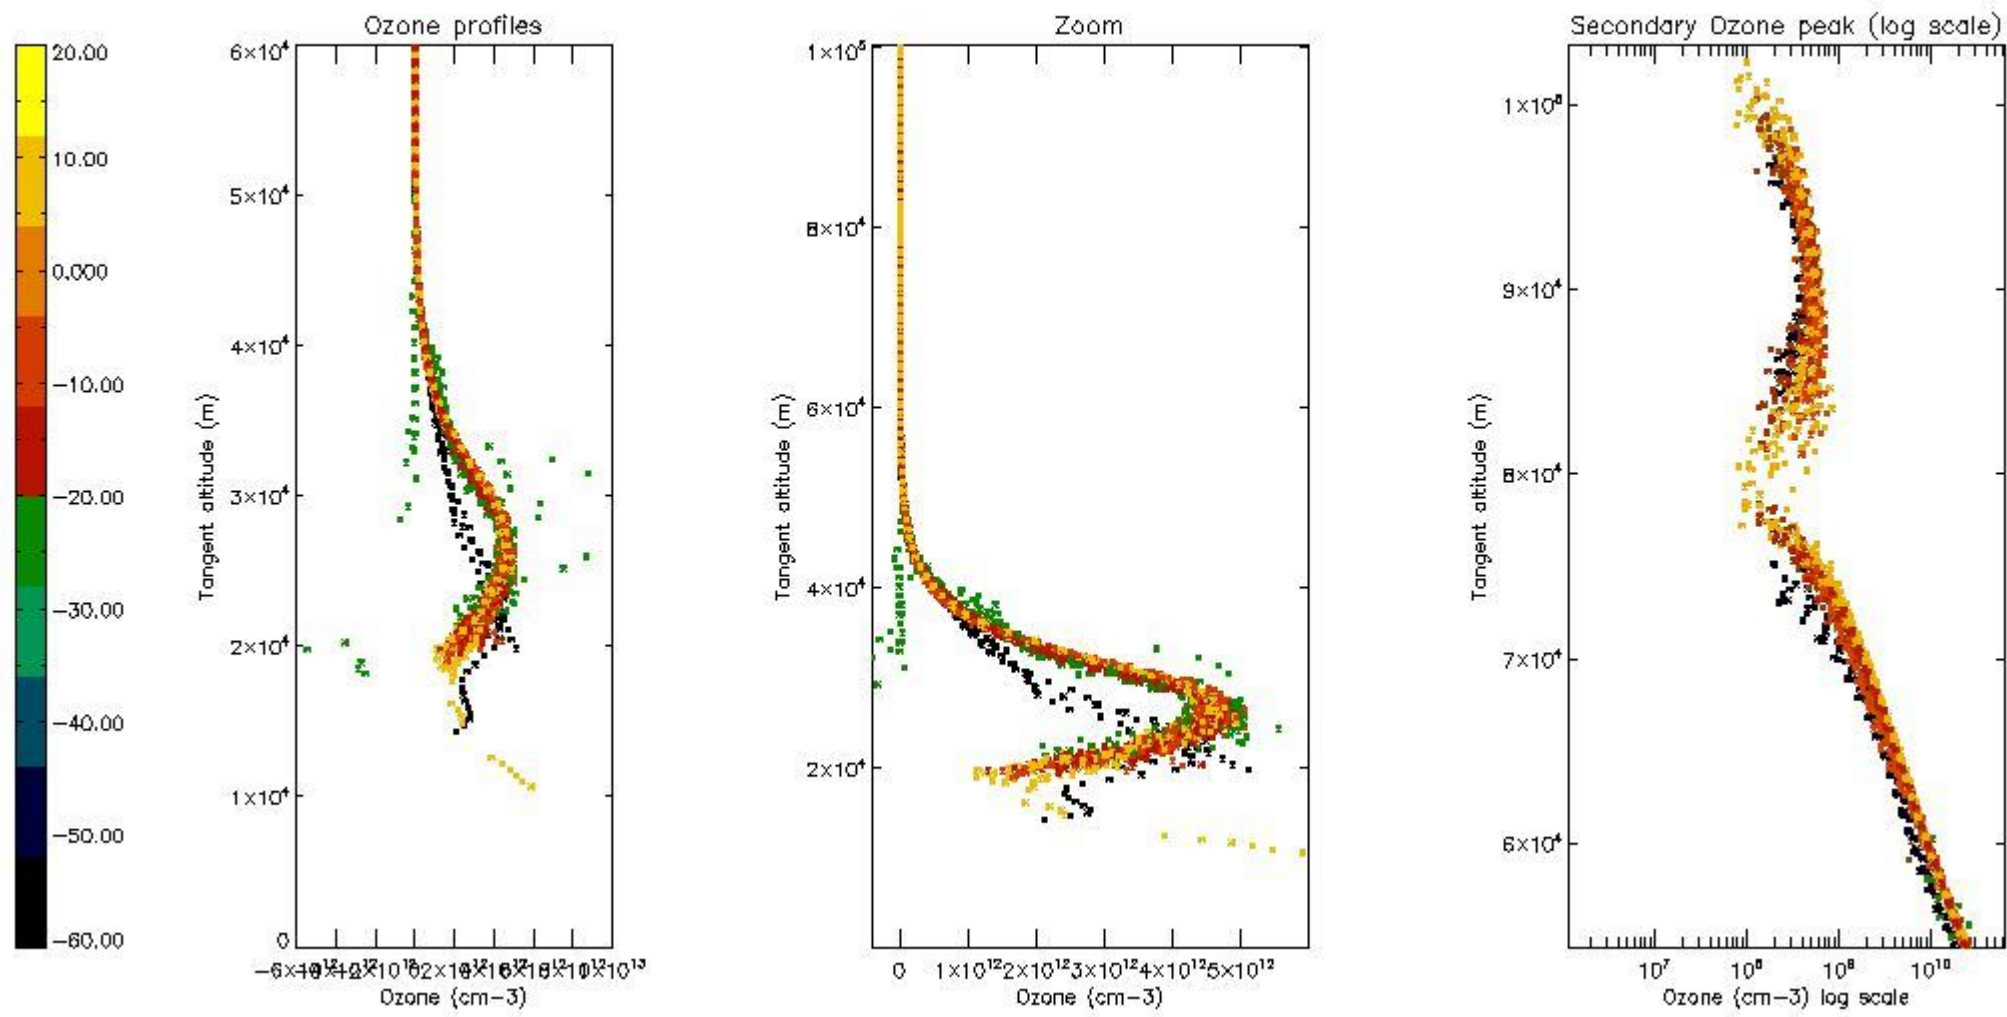 Ozone profiles
Zoom
Secondary Ozone peak (log scale)
20.00
10.00
0.000
−10.00
−20.00
−30.00
−40.00
−50.00
−60.00
6×10⁴
5×10⁴
4×10⁴
3×10⁴
2×10⁴
1×10⁴
0
Tangent altitude (m)
Ozone (cm−3)
1×10⁵
8×10⁴
6×10⁴
4×10⁴
2×10⁴
Tangent altitude (m)
0 1×10¹² 2×10¹² 3×10¹² 4×10¹² 5×10¹²
Ozone (cm−3)
1×10⁵
9×10⁴
8×10⁴
7×10⁴
6×10⁴
Tangent altitude (m)
10⁷ 10⁸ 10⁹ 10¹⁰
Ozone (cm−3) log scale